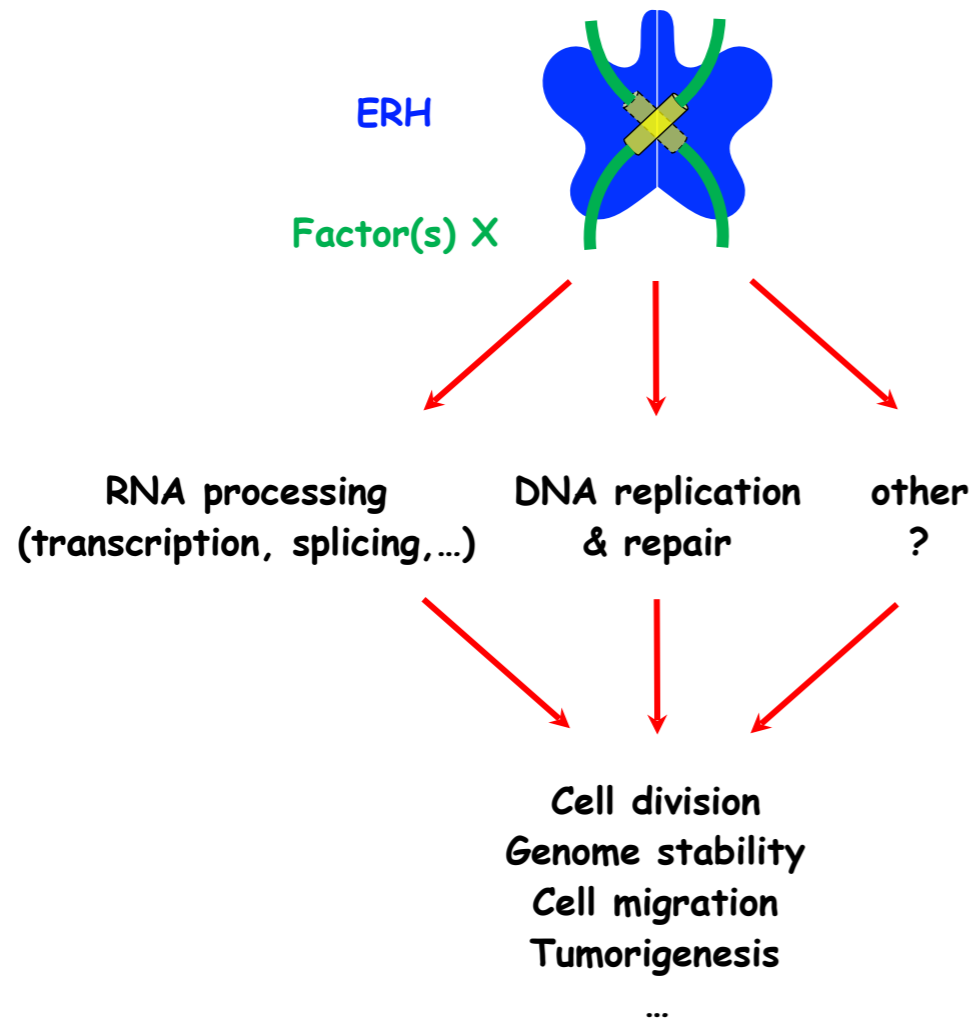 ERH
Factor(s) X
RNA processing
(transcription, splicing,…)
DNA replication
& repair
other
?
Cell division
Genome stability
Cell migration
Tumorigenesis
…